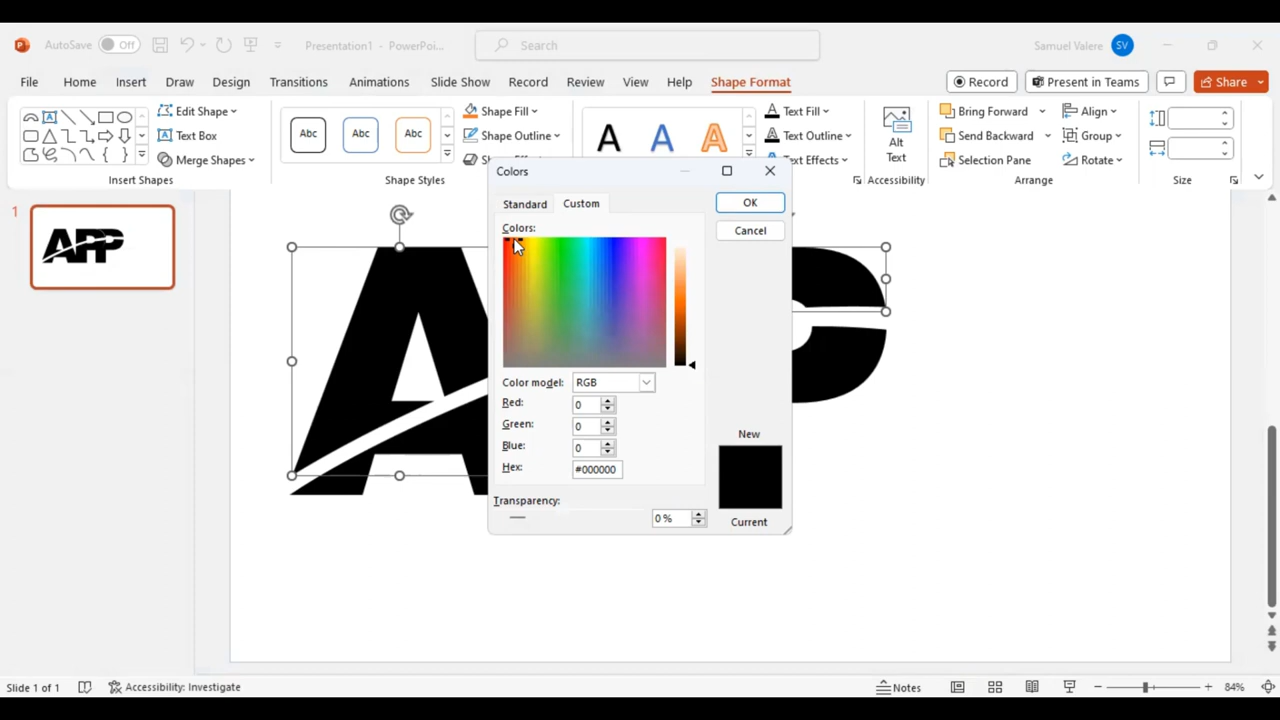 AutoSave Off Presentation1 - PowerPoi... Search Samuel Valere SV
File Home Insert Draw Design Transitions Animations Slide Show Record Review View Help Shape Format Record Present in Teams Share
Edit Shape
Text Box
Merge Shapes
Insert Shapes
Abc Abc Abc
Shape Fill
Shape Outline
Shape Styles
A A A
Text Fill
Text Outline
Text Effects
Alt
Text
Accessibility
Bring Forward
Send Backward
Selection Pane
Align
Group
Rotate
Arrange
Size
1
APP
Colors
Standard Custom
OK
Cancel
Colors:
Color model: RGB
Red: 0
Green: 0
Blue: 0
Hex: #000000
Transparency:
0 %
New
Current
A
Slide 1 of 1 Accessibility: Investigate Notes 84%